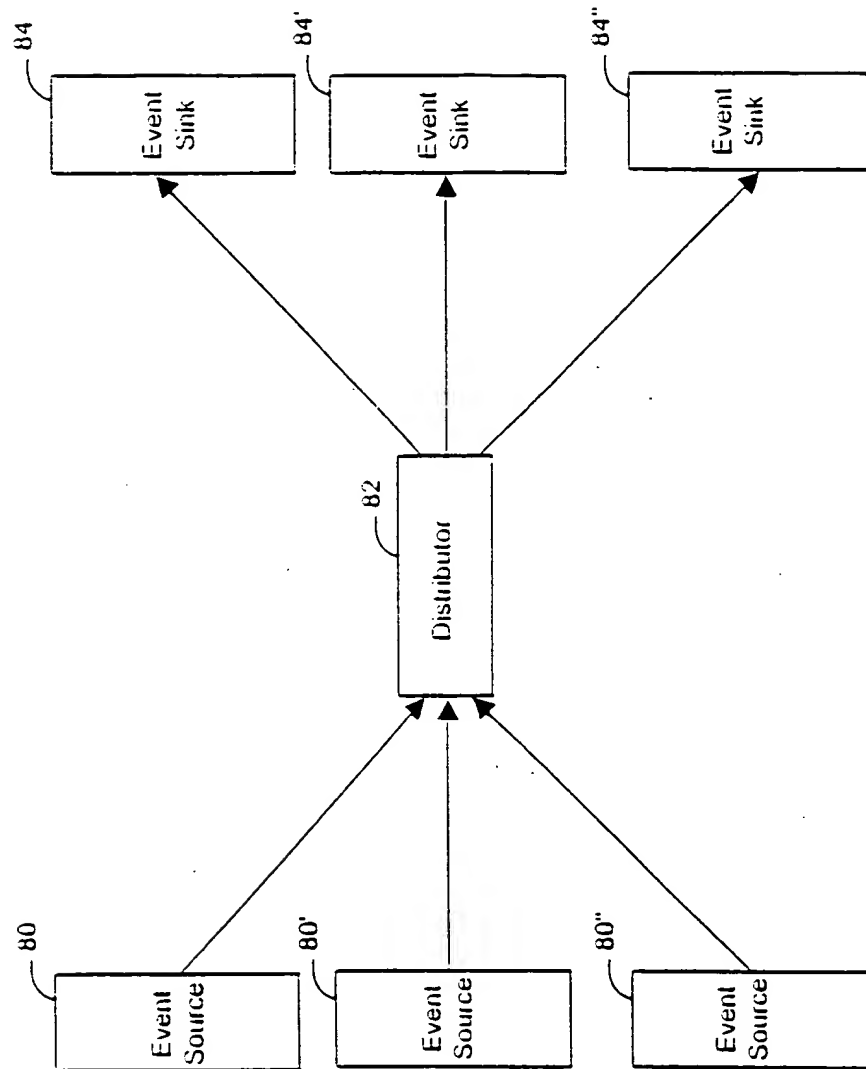 84
Event
Sink
84'
Event
Sink
84"
Event
Sink
82
Distributor
80
Event
Source
80'
Event
Source
80"
Event
Source